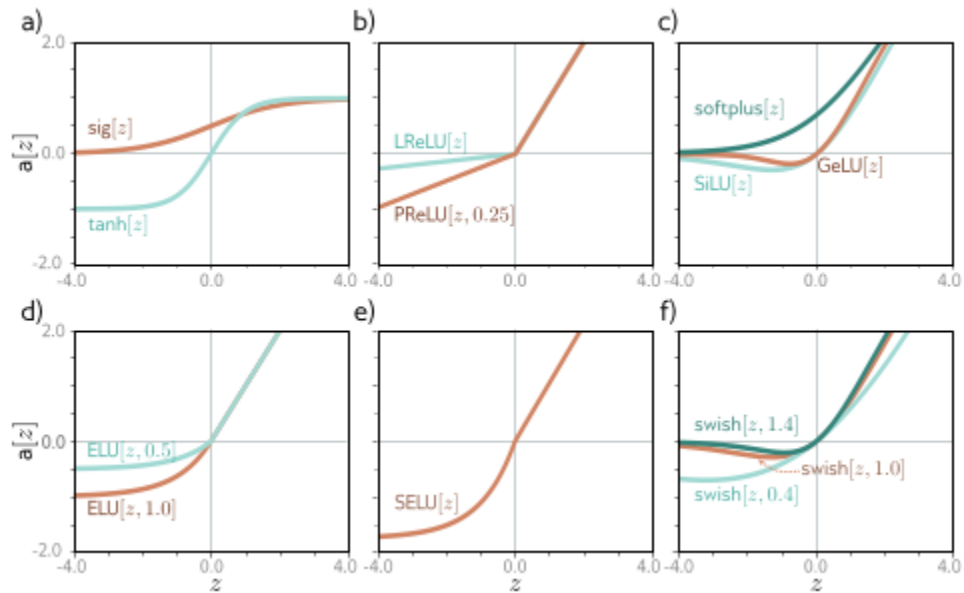 a)
b)
c)
2.0
0.0
-2.0
a[z]
sig[z]
tanh[z]
-4.0
0.0
4.0
LReLU[z]
PReLU[z, 0.25]
-4.0
0.0
4.0
softplus[z]
GeLU[z]
SiLU[z]
-4.0
0.0
4.0
d)
e)
f)
2.0
0.0
-2.0
a[z]
ELU[z, 0.5]
ELU[z, 1.0]
-4.0
0.0
4.0
z
SELU[z]
-4.0
0.0
4.0
z
swish[z, 1.4]
swish[z, 1.0]
swish[z, 0.4]
-4.0
0.0
4.0
z